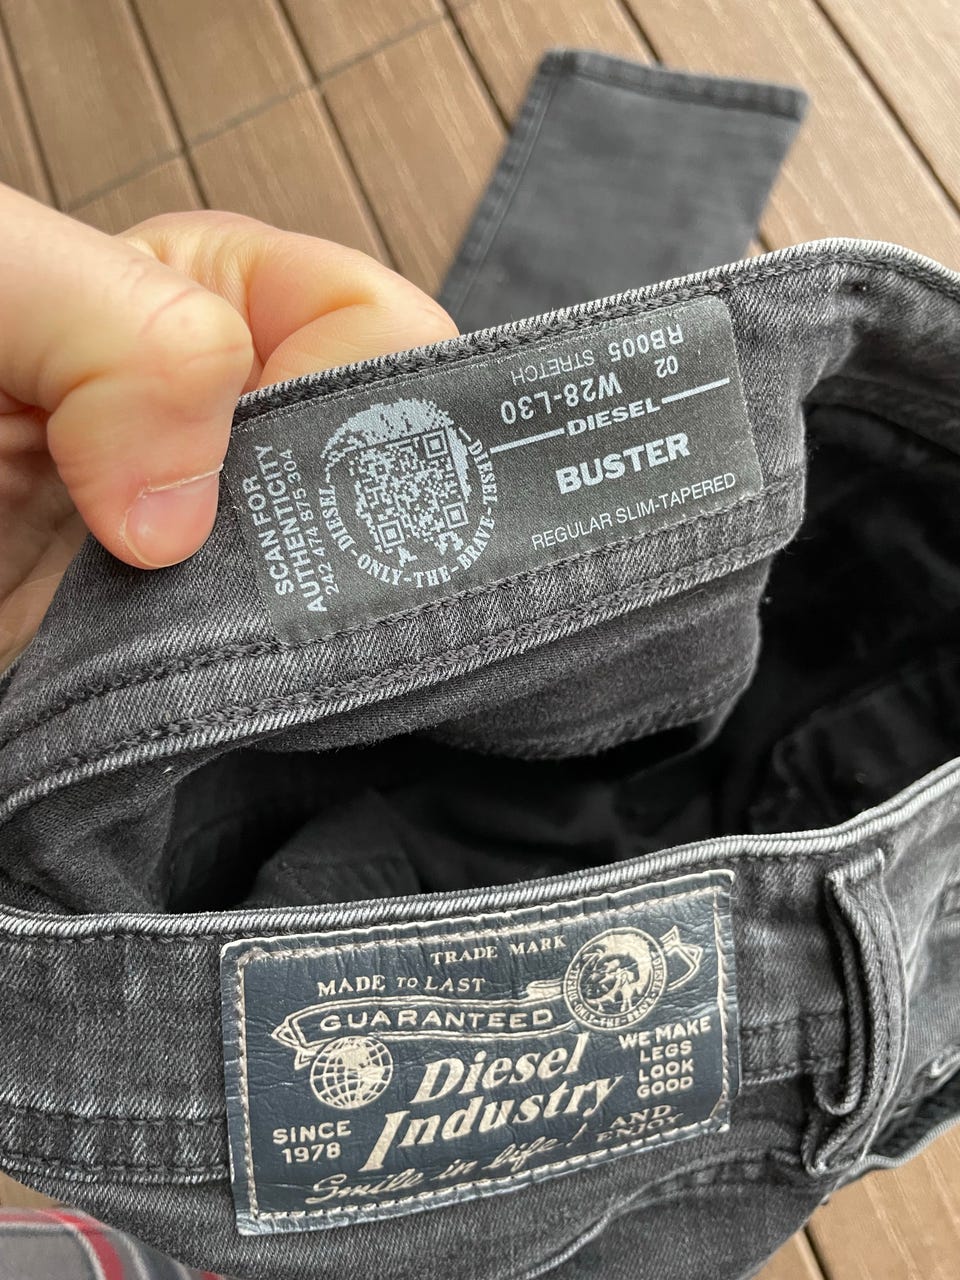 SCAN FOR
AUTHENTICITY
242 474 875 304
DIESEL-ONLY-THE-BRAVE-DIESEL
02
RB005 STRETCH
W28-L30
DIESEL
BUSTER
REGULAR SLIM-TAPERED
TRADE MARK
MADE TO LAST
GUARANTEED
WE MAKE
LEGS
LOOK
GOOD
AND
ENJOY
Diesel
Industry
SINCE
1978
Smile in life!